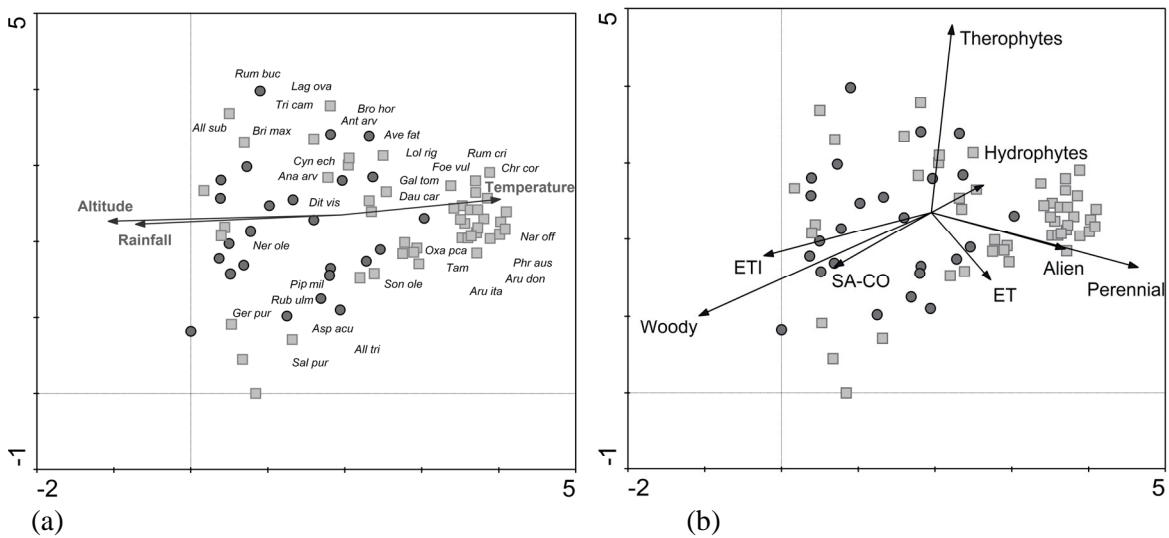 5
Rum buc
Lag ova
Tri cam
Bro hor
All sub
Bri max
Ant arv
Ave fat
Cyn ech
Lol rig
Rum cri
Foe vul
Chr cor
Ana arv
Gal tom
Temperature
Altitude
Dit vis
Dau car
Rainfall
Ner ole
Nar off
Oxa pca
Phr aus
Pip mil
Tam
Aru don
Rub ulm
Son ole
Aru ita
Ger pur
Asp acu
All tri
Sal pur
-1
-2
5
(a)
5
Therophytes
Hydrophytes
ETI
SA-CO
Alien
ET
Perennial
Woody
-1
-2
5
(b)